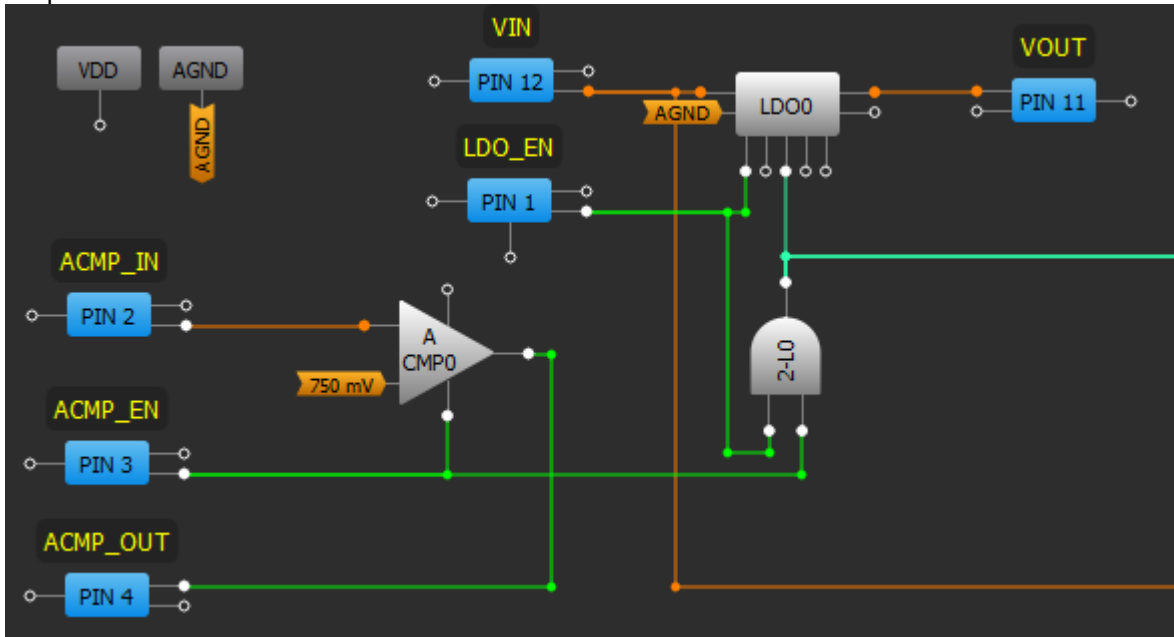 VIN
VOUT
VDD
AGND
PIN 12
LDO0
PIN 11
AGND
AGND
LDO_EN
PIN 1
ACMP_IN
PIN 2
A
CMP0
2-L0
750 mV
ACMP_EN
PIN 3
ACMP_OUT
PIN 4